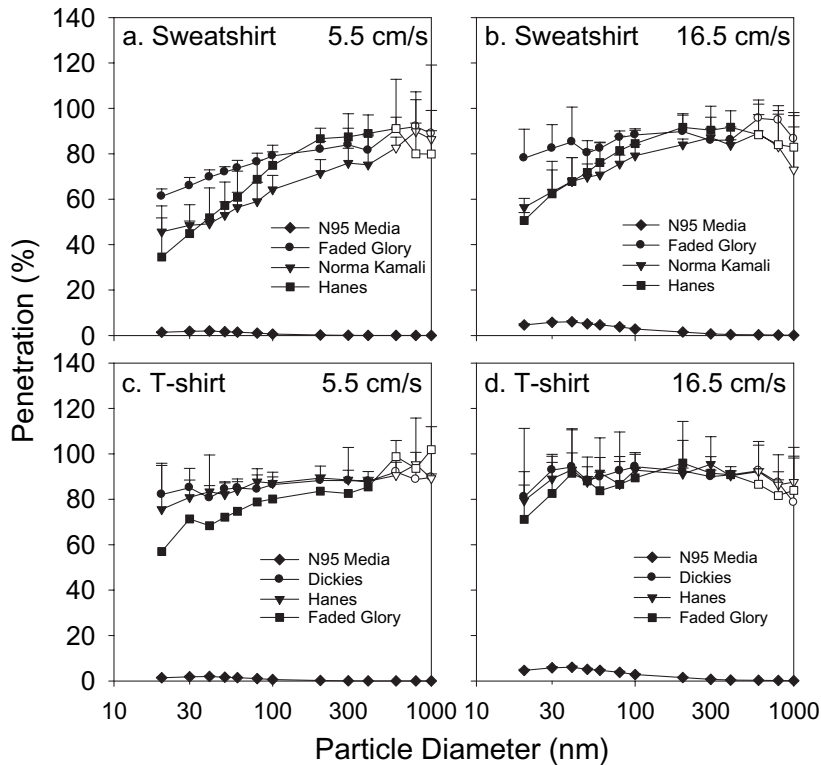 Penetration (%)
140
120
100
80
60
40
20
0
a. Sweatshirt 5.5 cm/s
N95 Media
Faded Glory
Norma Kamali
Hanes
b. Sweatshirt 16.5 cm/s
N95 Media
Faded Glory
Norma Kamali
Hanes
140
120
100
80
60
40
20
0
c. T-shirt 5.5 cm/s
N95 Media
Dickies
Hanes
Faded Glory
d. T-shirt 16.5 cm/s
N95 Media
Dickies
Hanes
Faded Glory
10 30 100 300 1000
10 30 100 300 1000
Particle Diameter (nm)